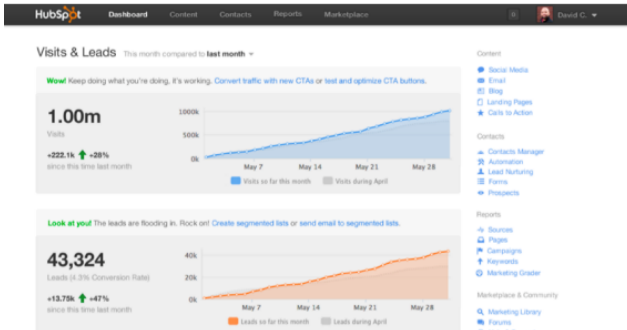 HubSpot Dashboard Content Contacts Reports Marketplace David C.
Visits & Leads This month compared to last month
Wow! Keep doing what you're doing, it's working. Convert traffic with new CTAs or test and optimize CTA buttons.
1.00m
Visits
+222.1k +28%
since this time last month
1000k
500k
0k
May 7 May 14 May 21 May 28
Visits so far this month Visits during April
Look at you! The leads are flooding in. Rock on! Create segmented lists or send email to segmented lists.
43,324
Leads (4.3% Conversion Rate)
+13.75k +47%
since this time last month
40k
20k
0k
May 7 May 14 May 21 May 28
Leads so far this month Leads during April
Content
Social Media
Email
Blog
Landing Pages
Calls to Action
Contacts
Contacts Manager
Automation
Lead Nurturing
Forms
Prospects
Reports
Sources
Pages
Campaigns
Keywords
Marketing Grader
Marketplace & Community
Marketing Library
Forums